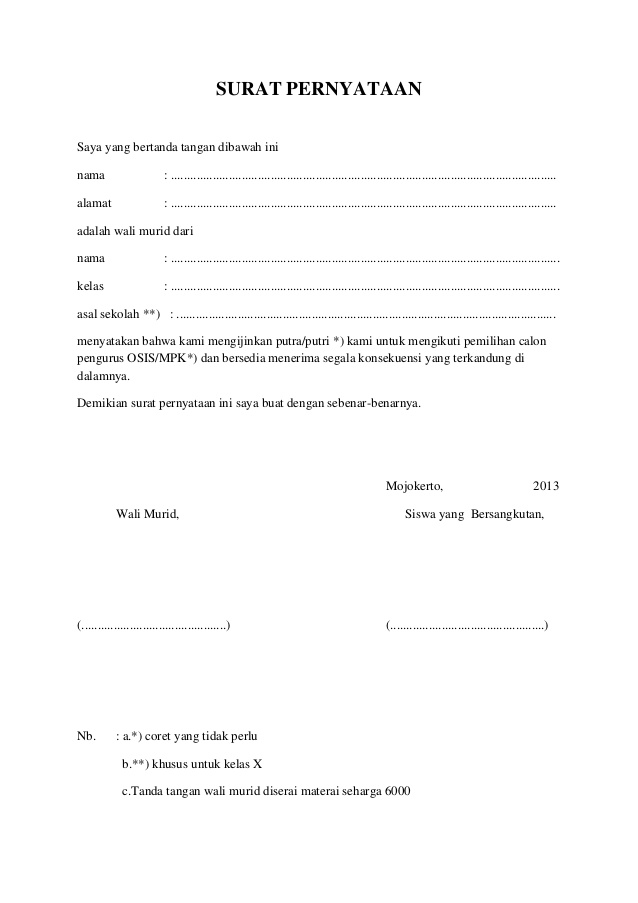 SURAT PERNYATAAN
Saya yang bertanda tangan dibawah ini
nama : ........................................................................................................................
alamat : ........................................................................................................................
adalah wali murid dari
nama : .........................................................................................................................
kelas : .........................................................................................................................
asal sekolah **) : ......................................................................................................................
menyatakan bahwa kami mengijinkan putra/putri *) kami untuk mengikuti pemilihan calon
pengurus OSIS/MPK*) dan bersedia menerima segala konsekuensi yang terkandung di
dalamnya.
Demikian surat pernyataan ini saya buat dengan sebenar-benarnya.
Mojokerto, 2013
Wali Murid, Siswa yang Bersangkutan,
(.............................................) (................................................)
Nb. : a.*) coret yang tidak perlu
b.**) khusus untuk kelas X
c.Tanda tangan wali murid diserai materai seharga 6000